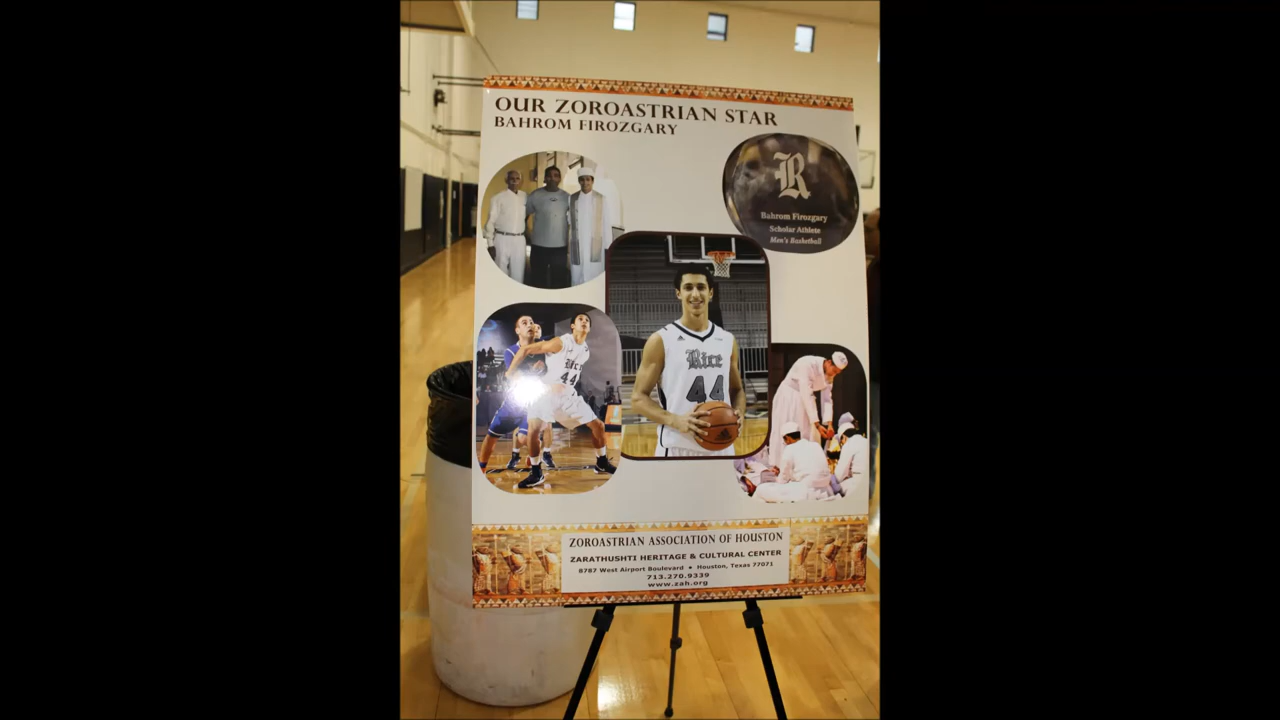 OUR ZOROASTRIAN STAR
BAHROM FIROZGARY
R
Bahrom Firozgary
Scholar Athlete
Men's Basketball
Rice
44
Rice
44
ZOROASTRIAN ASSOCIATION OF HOUSTON
ZARATHUSHTI HERITAGE & CULTURAL CENTER
8787 West Airport Boulevard • Houston, Texas 77071
713.270.9339
www.zah.org